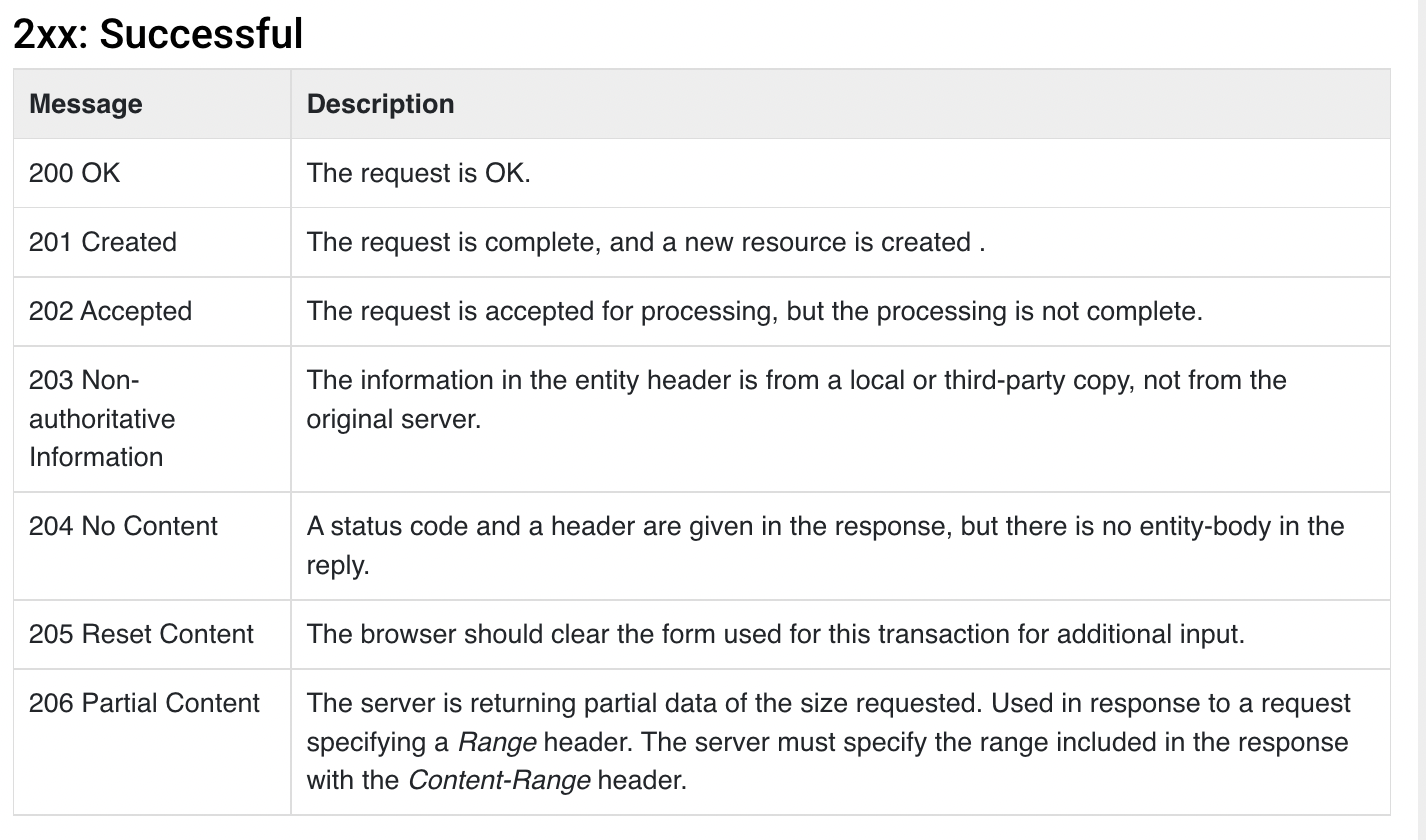 2xx: Successful
Message Description
200 OK The request is OK.
201 Created The request is complete, and a new resource is created .
202 Accepted The request is accepted for processing, but the processing is not complete.
203 Non- The information in the entity header is from a local or third-party copy, not from the
authoritative original server.
Information
204 No Content A status code and a header are given in the response, but there is no entity-body in the
reply.
205 Reset Content The browser should clear the form used for this transaction for additional input.
206 Partial Content The server is returning partial data of the size requested. Used in response to a request
specifying a Range header. The server must specify the range included in the response
with the Content-Range header.